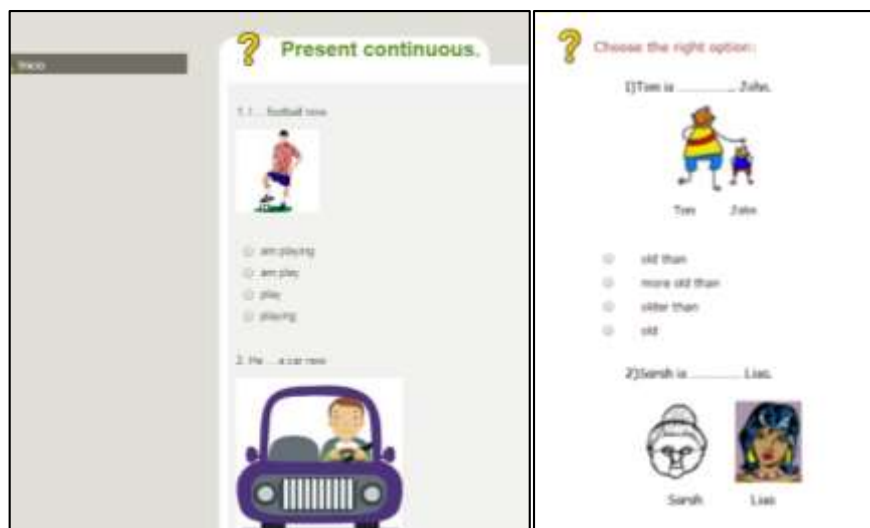 Inicio
Present continuous.
1. I ... football now
am playing
am play
play
playing
2. He ... a car now
Choose the right option:
1)Tom is ............... John.
Tom John
old than
more old than
older than
old
2)Sarah is ............... Lias.
Sarah Lias